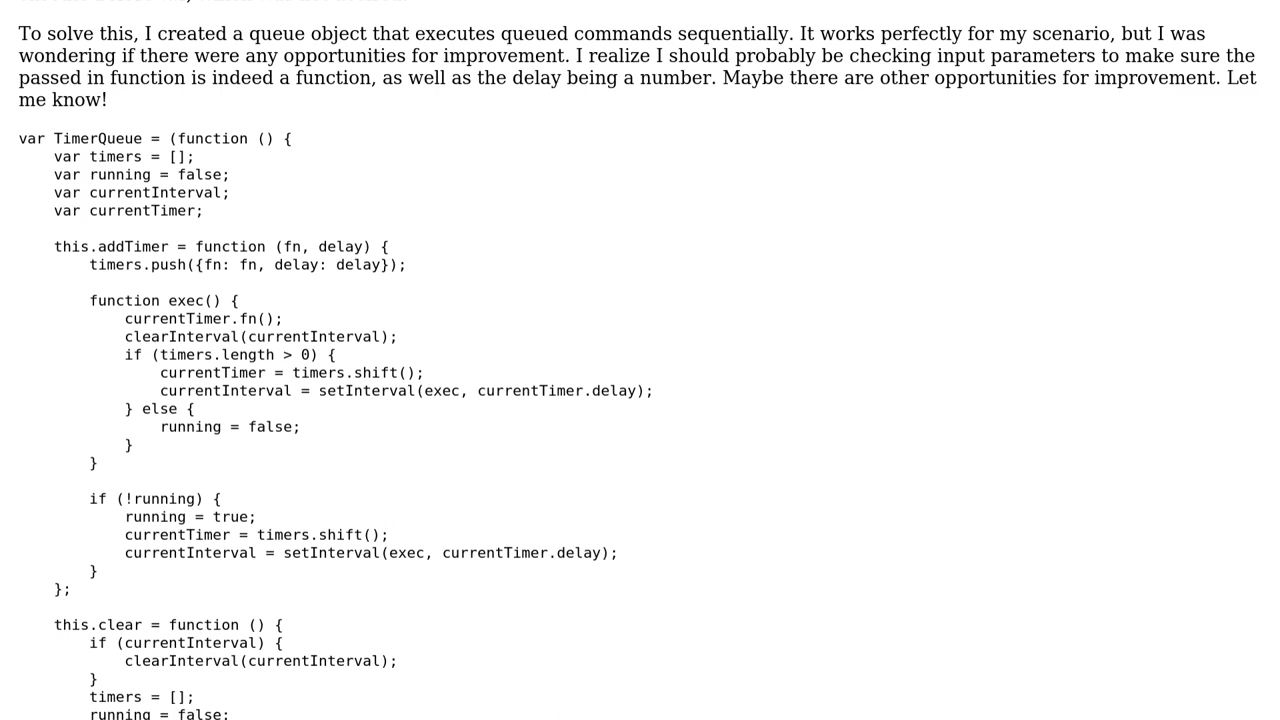 To solve this, I created a queue object that executes queued commands sequentially. It works perfectly for my scenario, but I was
wondering if there were any opportunities for improvement. I realize I should probably be checking input parameters to make sure the
passed in function is indeed a function, as well as the delay being a number. Maybe there are other opportunities for improvement. Let
me know!
var TimerQueue = (function () {
    var timers = [];
    var running = false;
    var currentInterval;
    var currentTimer;

    this.addTimer = function (fn, delay) {
        timers.push({fn: fn, delay: delay});

        function exec() {
            currentTimer.fn();
            clearInterval(currentInterval);
            if (timers.length > 0) {
                currentTimer = timers.shift();
                currentInterval = setInterval(exec, currentTimer.delay);
            } else {
                running = false;
            }
        }

        if (!running) {
            running = true;
            currentTimer = timers.shift();
            currentInterval = setInterval(exec, currentTimer.delay);
        }
    };

    this.clear = function () {
        if (currentInterval) {
            clearInterval(currentInterval);
        }
        timers = [];
        running = false;